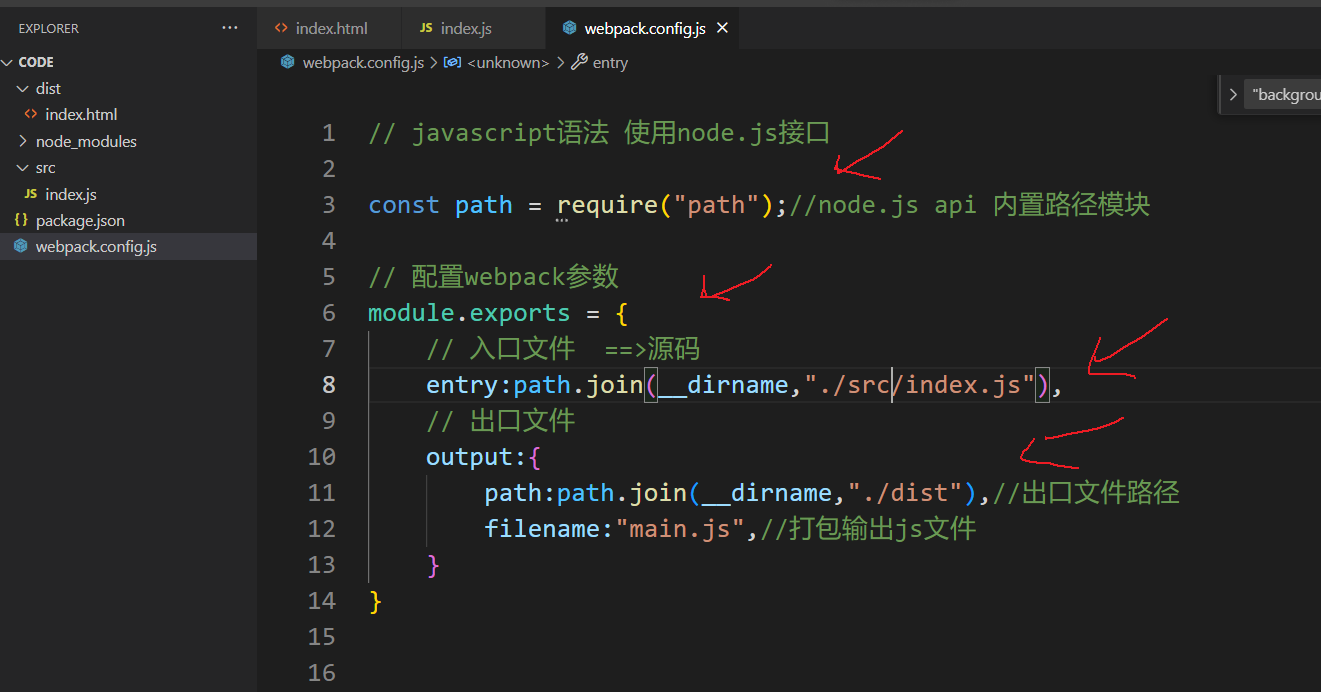 EXPLORER
···
index.html
JS index.js
webpack.config.js
CODE
dist
index.html
node_modules
src
JS index.js
{} package.json
webpack.config.js
webpack.config.js > <unknown> > entry
"backgrou
1 // javascript语法 使用node.js接口
2
3 const path = require("path");//node.js api 内置路径模块
4
5 // 配置webpack参数
6 module.exports = {
7 // 入口文件 ==>源码
8 entry:path.join(__dirname,"./src/index.js"),
9 // 出口文件
10 output:{
11 path:path.join(__dirname,"./dist"),//出口文件路径
12 filename:"main.js",//打包输出js文件
13 }
14 }
15
16